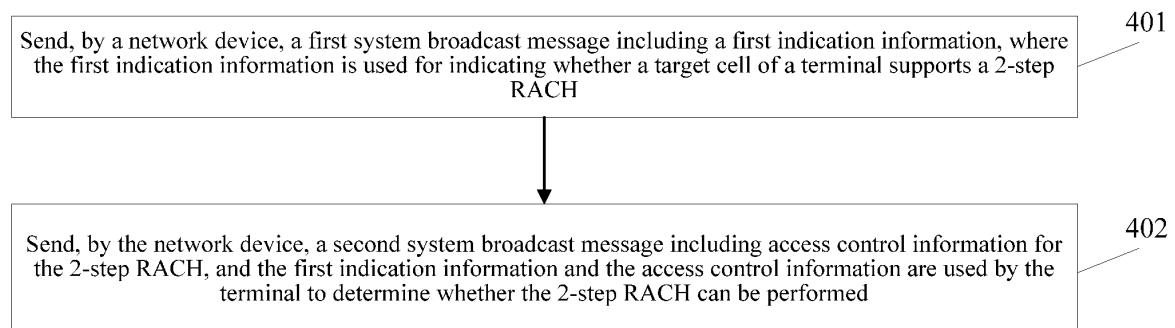 401
Send, by a network device, a first system broadcast message including a first indication information, where
the first indication information is used for indicating whether a target cell of a terminal supports a 2-step
RACH
402
Send, by the network device, a second system broadcast message including access control information for
the 2-step RACH, and the first indication information and the access control information are used by the
terminal to determine whether the 2-step RACH can be performed